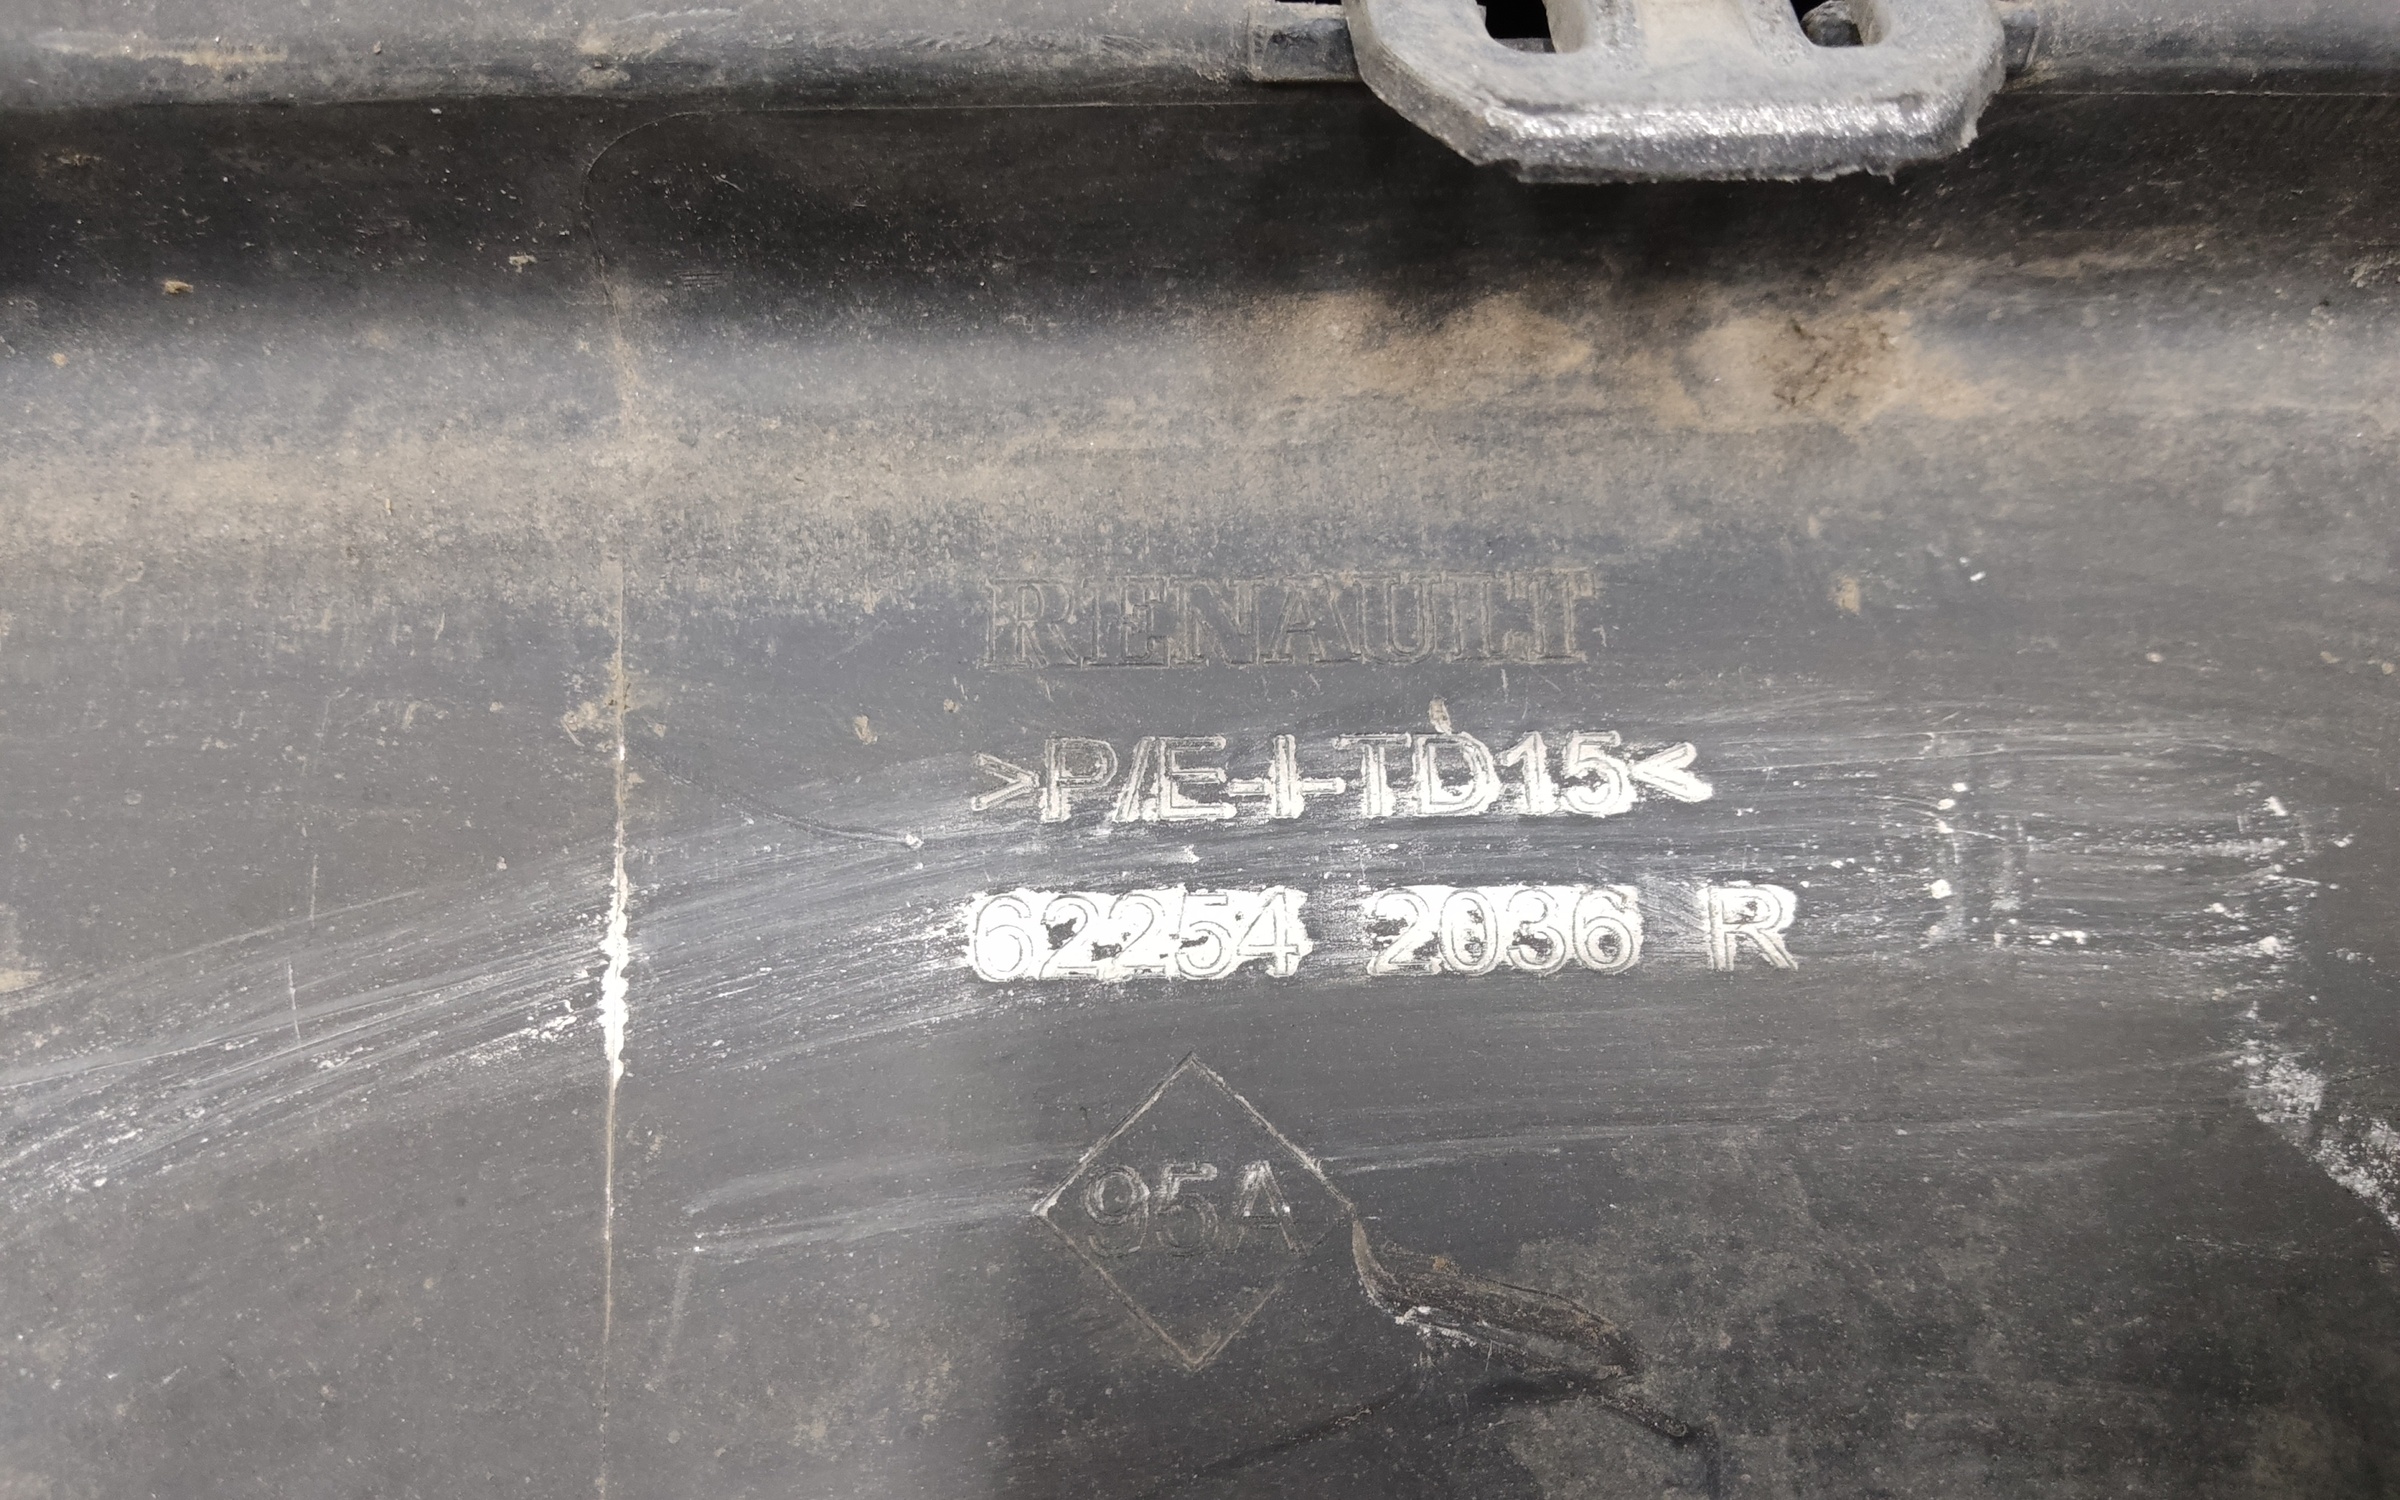 RENAULT
>P/E-I-TD15<
62254 2036 R
95A